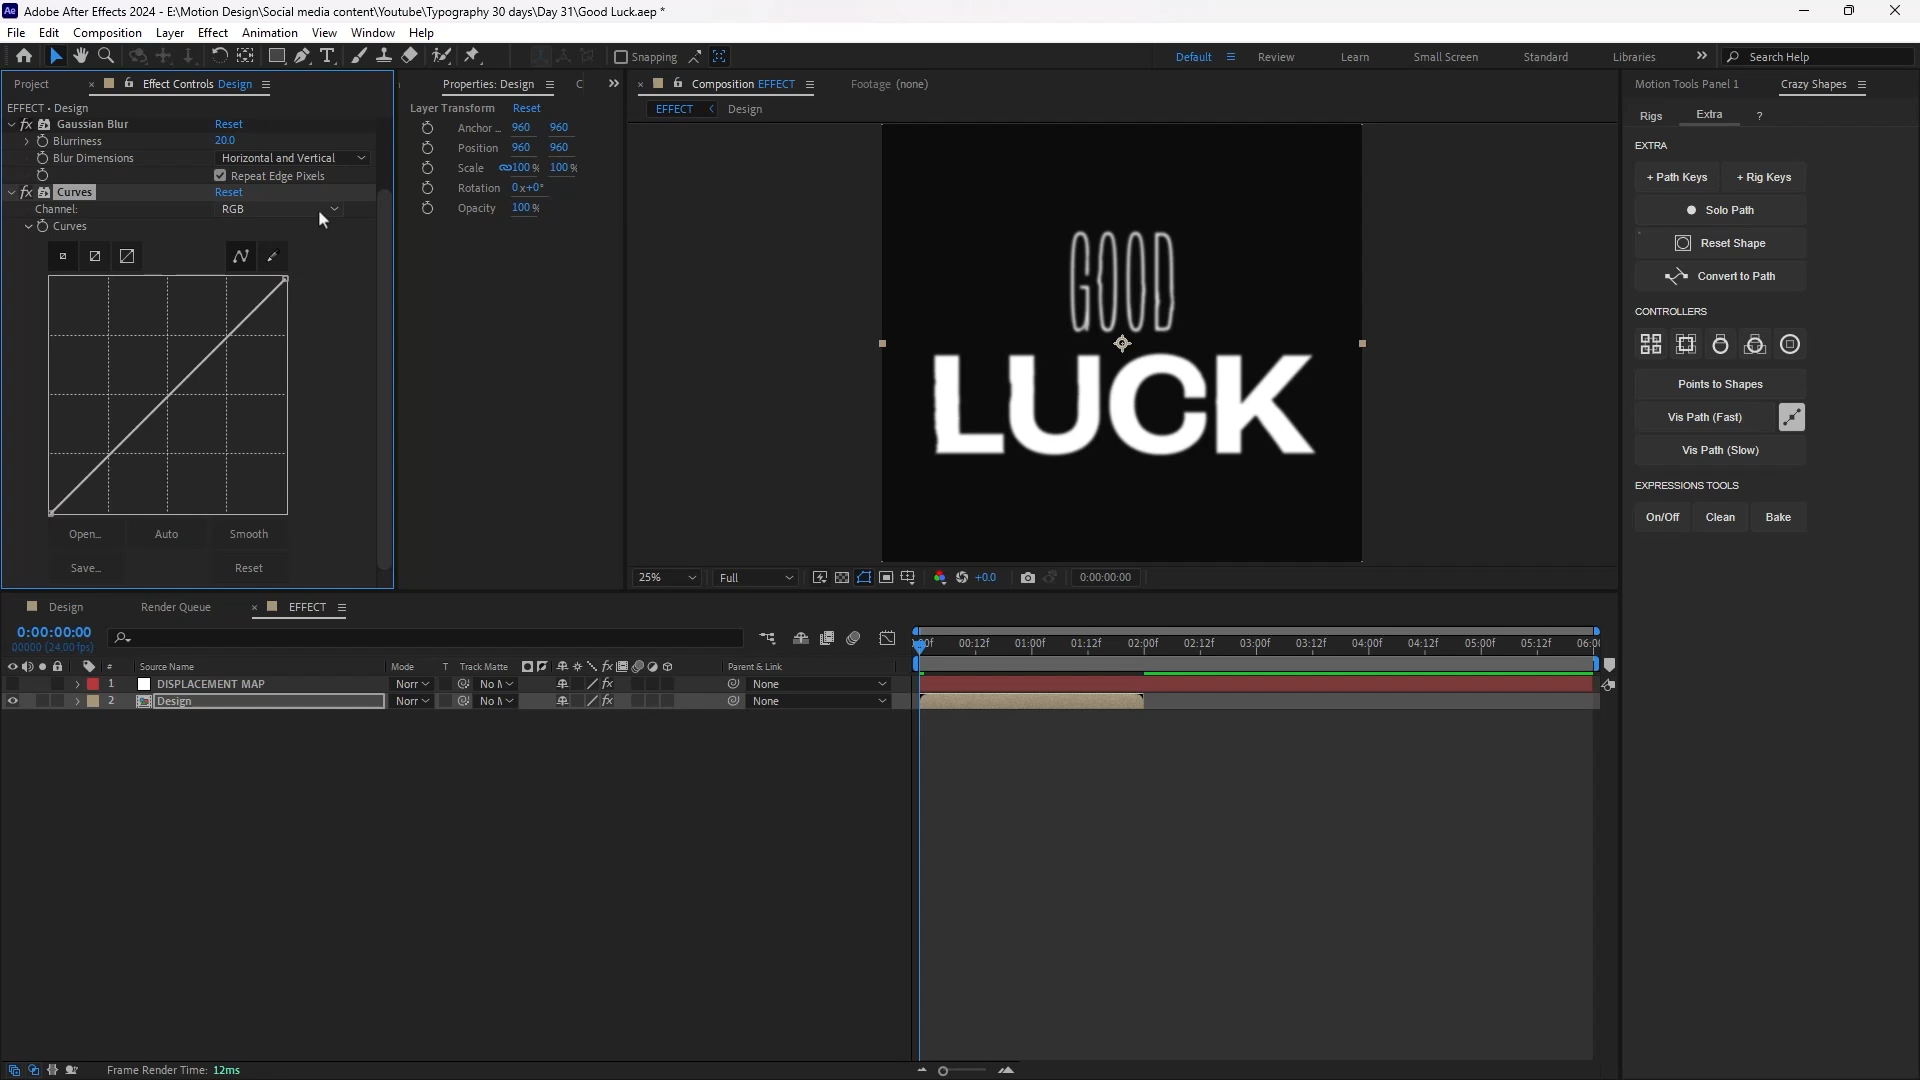 Ae Adobe After Effects 2024 - E:\Motion Design\Social media content\Youtube\Typography 30 days\Day 31\Good Luck.aep *
File Edit Composition Layer Effect Animation View Window Help
Snapping Default Review Learn Small Screen Standard Libraries Search Help
Project × Effect Controls Design Properties: Design C × Composition EFFECT Footage (none) Motion Tools Panel 1 Crazy Shapes
EFFECT • Design Layer Transform Reset EFFECT < Design Rigs Extra ?
fx Gaussian Blur Reset
Blurriness 20.0
Blur Dimensions Horizontal and Vertical
Repeat Edge Pixels
fx Curves Reset
Channel: RGB
Curves
Open... Auto Smooth
Save... Reset
Anchor ... 960 960
Position 960 960
Scale 100 % 100 %
Rotation 0x+0°
Opacity 100 %
GOOD
LUCK
25% Full +0.0 0:00:00:00
EXTRA
+ Path Keys + Rig Keys
Solo Path
Reset Shape
Convert to Path
CONTROLLERS
Points to Shapes
Vis Path (Fast)
Vis Path (Slow)
EXPRESSIONS TOOLS
On/Off Clean Bake
Design Render Queue × EFFECT
0:00:00:00
00000 (24.00 fps)
00:12f 01:00f 01:12f 02:00f 02:12f 03:00f 03:12f 04:00f 04:12f 05:00f 05:12f
# Source Name Mode T Track Matte fx Parent & Link
1 DISPLACEMENT MAP Norr No M fx None
2 Design Norr No M fx None
Frame Render Time: 12ms